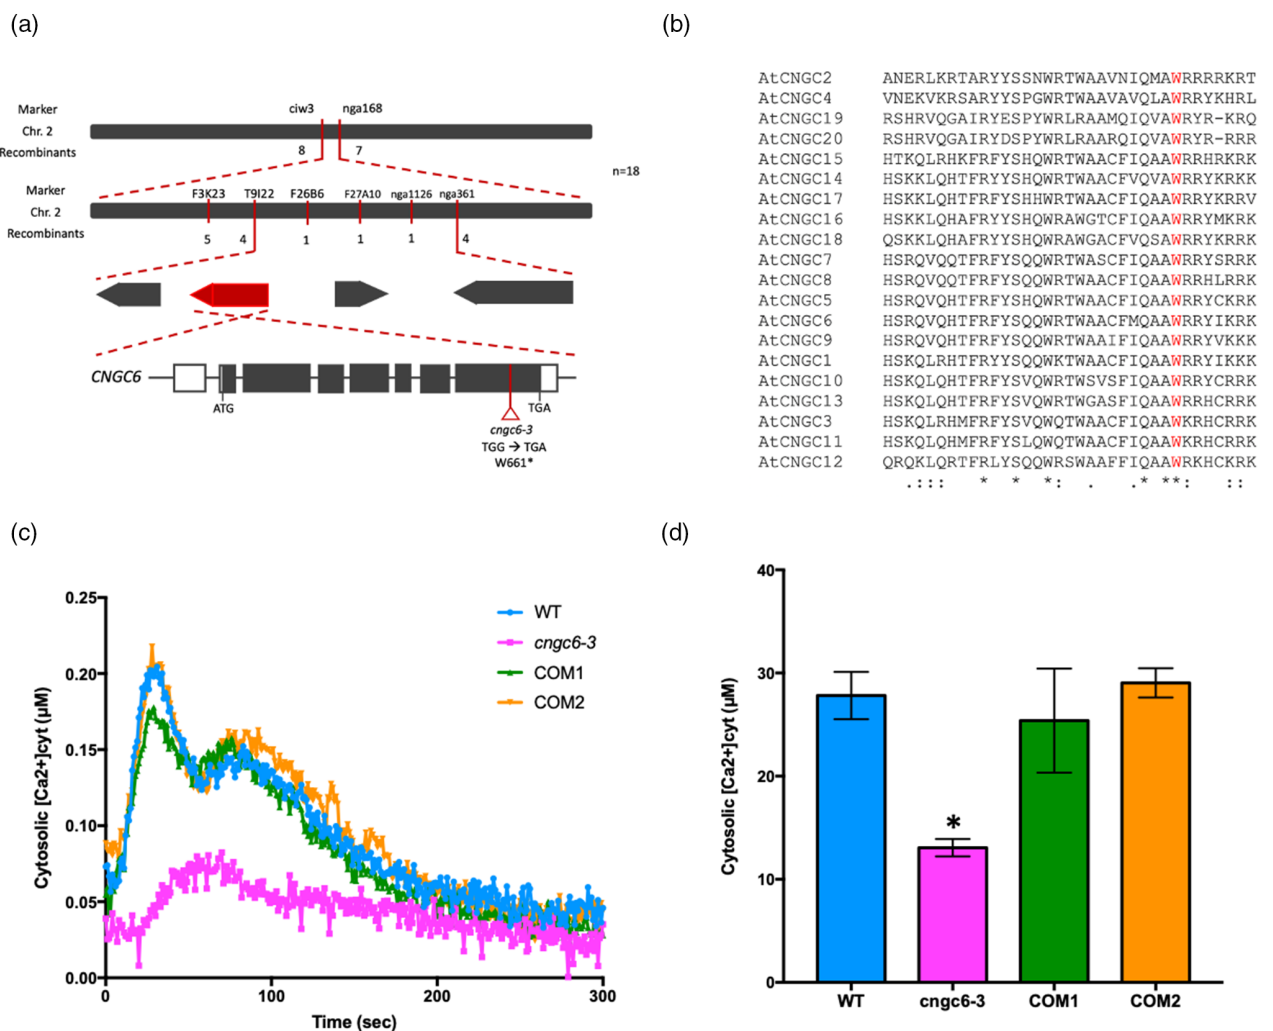 (a)
Marker
ciw3
nga168
Chr. 2
Recombinants
8
7
n=18
Marker
F3K23
T9I22
F26B6
F27A10
nga1126
nga361
Chr. 2
Recombinants
5
4
1
1
1
4
CNGC6
ATG
TGA
cngc6-3
TGG → TGA
W661*
(b)
AtCNGC2 ANERLKRTARYYSSNWRTWAAVNIQMAWRRRRKRT
AtCNGC4 VNEKVKRSARYYSPGWRTWAAVAVQLAWRRYKHRL
AtCNGC19 RSHRVQGAIRYESPYWRLRAAMQIQVAWRYR-KRQ
AtCNGC20 RSHRVQGAIRYDSPYWRLRAARQIQVAWRYR-RRR
AtCNGC15 HTKQLRHKFRFYSHQWRTWAACFIQAAWRRHRKRK
AtCNGC14 HSKKLQHTFRYYSHQWRTWAACFVQVAWRRYKRRK
AtCNGC17 HSKKLQHTFRFYSHHWRTWAACFIQAAWRRYKRRV
AtCNGC16 HSKKLQHAFRYYSHQWRAWGTCFVQAAWRRYMKRK
AtCNGC18 QSKKLQHAFRYYSHQWRAWGACFVQSAWRRYKRRK
AtCNGC7 HSRQVQQTFRFYSQQWRTWASCFIQAAWRRYSRRK
AtCNGC8 HSRQVQQTFRFYSQQWRTWAACFIQAAWRRHLRRK
AtCNGC5 HSRQVQHTFRFYSHQWRTWAACFIQAAWRRYCKRK
AtCNGC6 HSRQVQHTFRFYSQQWRTWAACFMQAAWRRYIKRK
AtCNGC9 HSRQVQHTFRFYSQQWRTWAAIFIQAAWRRYVKKK
AtCNGC1 HSKQLRHTFRYYSQQWKTWAACFIQAAWRRYIKKK
AtCNGC10 HSKQLQHTFRFYSVQWRTWSVSFIQAAWRRYCRRK
AtCNGC13 HSKQLQHTFRFYSVQWRTWGASFIQAAWRRYCRRK
AtCNGC3 HSKQLRHMFRFYSVQWQTWAACFIQAAWKRHCRRK
AtCNGC11 HSKQLQHMFRFYSLQWQTWAACFIQAAWRRHCRRK
AtCNGC12 QRQKLQRTFRLYSQQWRSWAAFFIQAAWRKHCKRK
.::: * * *: . .* **: ::
(c)
0.25
0.20
0.15
0.10
0.05
0.00
Cytosolic [Ca2+]cyt (µM)
WT
cngc6-3
COM1
COM2
0
100
200
300
Time (sec)
(d)
40
30
20
10
0
Cytosolic [Ca2+]cyt (µM)
*
WT
cngc6-3
COM1
COM2